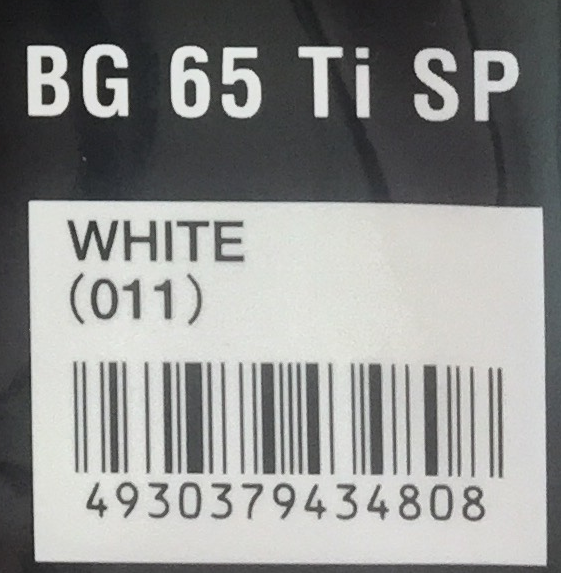 BG 65 Ti SP
WHITE
(011)
4930379434808